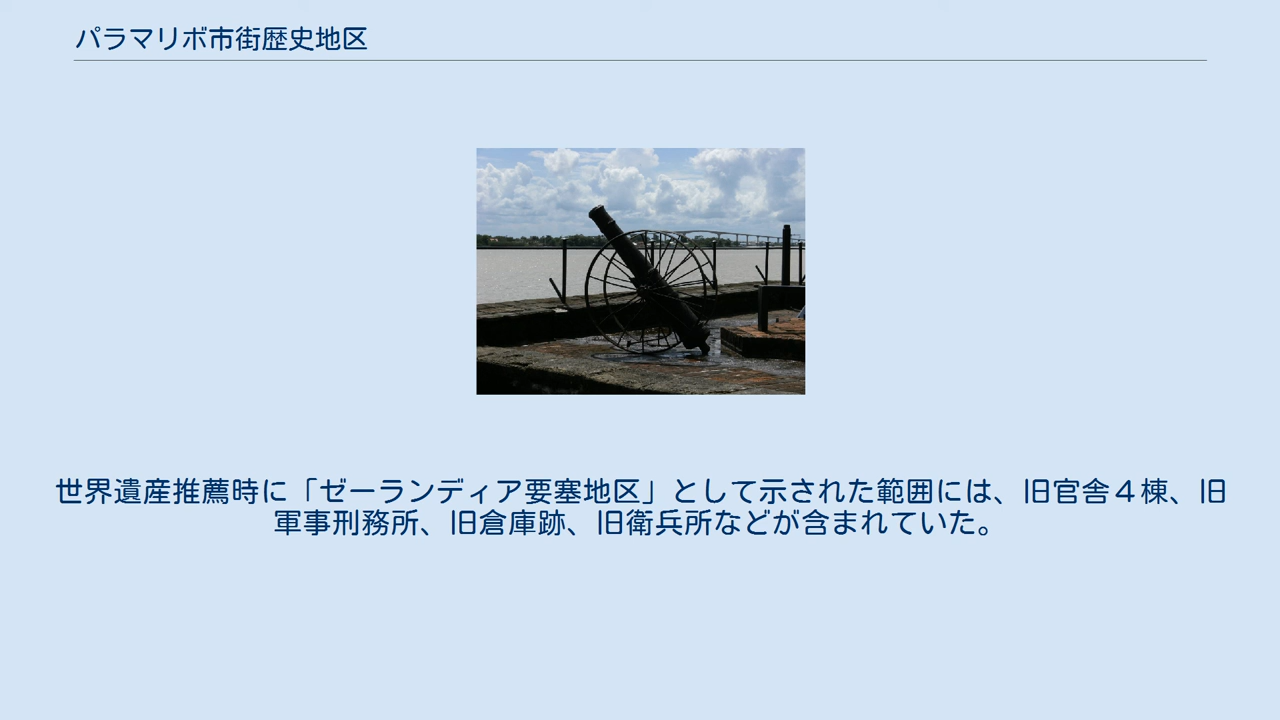 パラマリボ市街歴史地区
世界遺産推薦時に「ゼーランディア要塞地区」として示された範囲には、旧官舎４棟、旧
軍事刑務所、旧倉庫跡、旧衛兵所などが含まれていた。